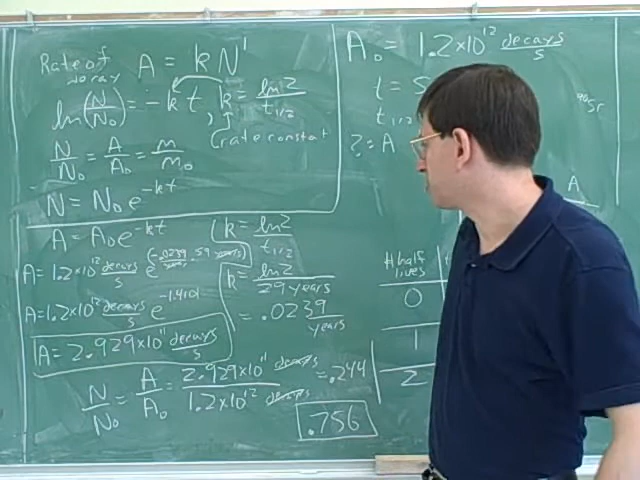 Rate of decay A = kN¹
ln(N/N₀) = -kt, k = ln2/t₁/₂
rate constant
N/N₀ = A/A₀ = m/m₀
N = N₀e^-kt
A = A₀e^-kt
k = ln2/t₁/₂
A = 1.2×10¹² decays/s e^(-.0239/years · 59 years)
k = ln2/29 years
= .0239/years
A = 1.2×10¹² decays/s e^-1.4101
A = 2.929×10¹¹ decays/s
N/N₀ = A/A₀ = 2.929×10¹¹ decays/1.2×10¹² decays = .244
.756
A₀ = 1.2×10¹² decays/s
t = 5
t₁/₂
?: A
⁹⁰Sr
A
# half lives
0
1
2